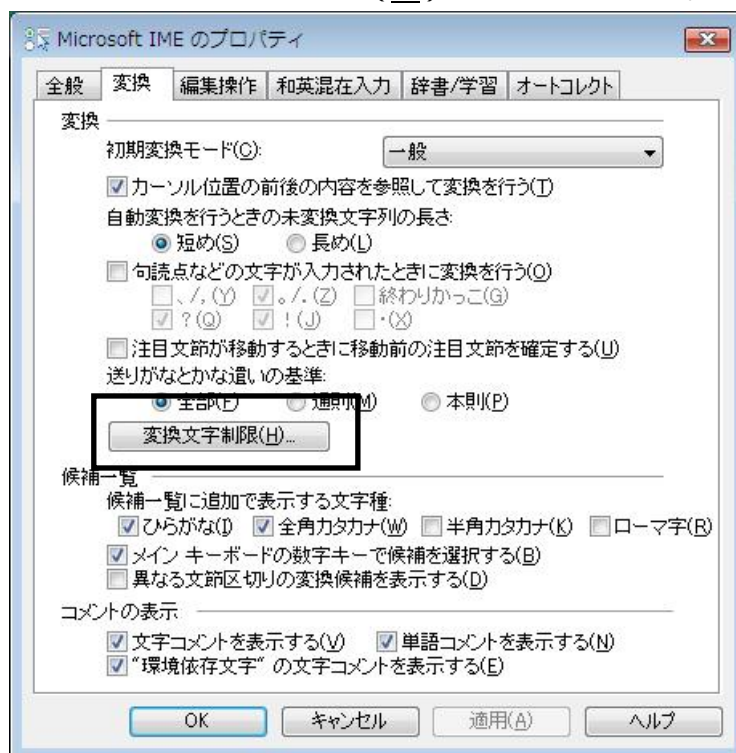 Microsoft IME のプロパティ
全般 変換 編集操作 和英混在入力 辞書/学習 オートコレクト
変換
初期変換モード(C): 一般
カーソル位置の前後の内容を参照して変換を行う(T)
自動変換を行うときの未変換文字列の長さ:
短め(S) 長め(L)
句読点などの文字が入力されたときに変換を行う(O)
、/,(Y) 。/.(Z) 終わりかっこ(G)
?(Q) !(J) ・(X)
注目文節が移動するときに移動前の注目文節を確定する(U)
送りがなとかな遣いの基準:
全部(F) 通則(M) 本則(P)
変換文字制限(H)...
候補一覧
候補一覧に追加で表示する文字種:
ひらがな(I) 全角カタカナ(W) 半角カタカナ(K) ローマ字(R)
メイン キーボードの数字キーで候補を選択する(B)
異なる文節区切りの変換候補を表示する(D)
コメントの表示
文字コメントを表示する(V) 単語コメントを表示する(N)
“環境依存文字“ の文字コメントを表示する(E)
OK キャンセル 適用(A) ヘルプ